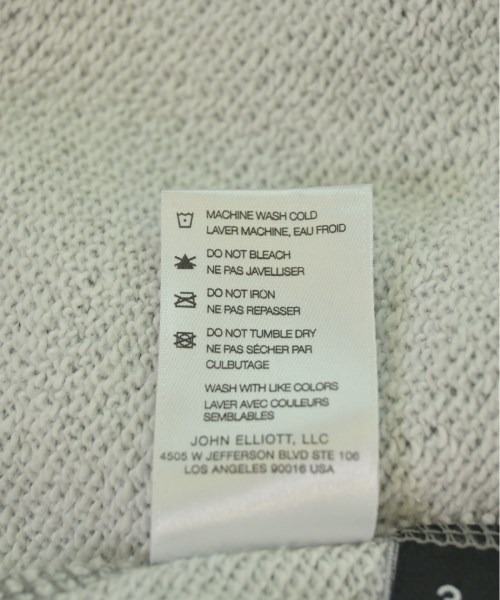 MACHINE WASH COLD
LAVER MACHINE, EAU FROID
DO NOT BLEACH
NE PAS JAVELLISER
DO NOT IRON
NE PAS REPASSER
DO NOT TUMBLE DRY
NE PAS SÉCHER PAR
CULBUTAGE
WASH WITH LIKE COLORS
LAVER AVEC COULEURS
SEMBLABLES
JOHN ELLIOTT, LLC
4505 W JEFFERSON BLVD STE 106
LOS ANGELES 90016 USA